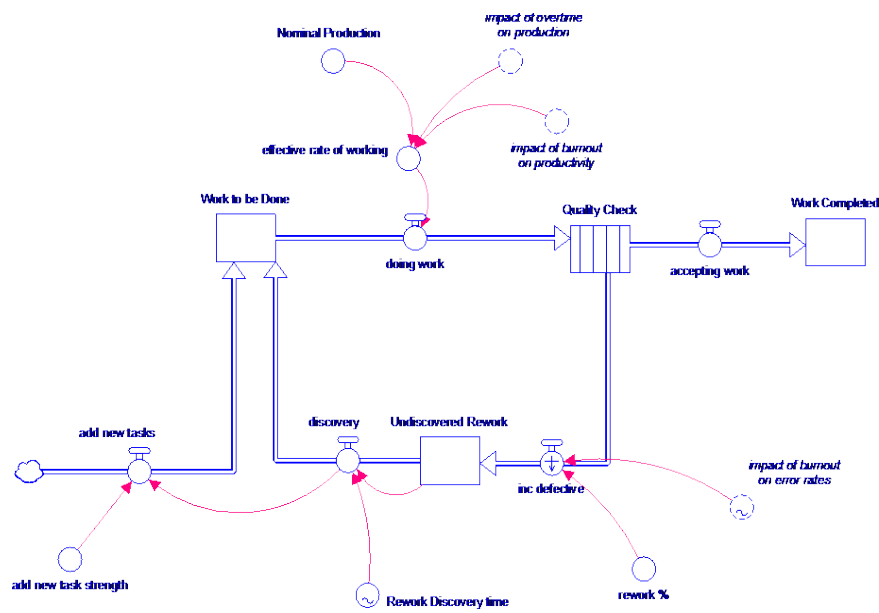 impact of overtime
on production
Nominal Production
impact of burnout
on productivity
effective rate of working
Work to be Done
Quality Check
Work Completed
doing work
accepting work
add new tasks
discovery
Undiscovered Rework
inc defective
impact of burnout
on error rates
add new task strength
Rework Discovery time
rework %